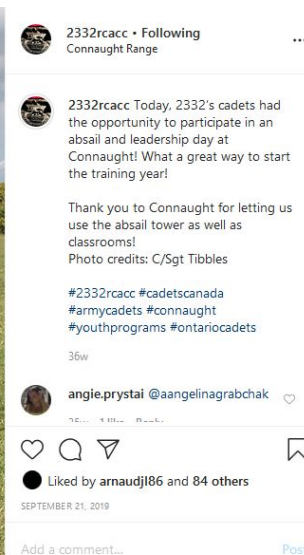 2332rcacc • Following
Connaught Range
2332rcacc Today, 2332's cadets had
the opportunity to participate in an
absail and leadership day at
Connaught! What a great way to start
the training year!
Thank you to Connaught for letting us
use the absail tower as well as
classrooms!
Photo credits: C/Sgt Tibbles
#2332rcacc #cadetscanada
#armycadets #connaught
#youthprograms #ontariocadets
36w
angie.prystai @aangelinagrabchak
Liked by arnaudjl86 and 84 others
SEPTEMBER 21, 2019
Add a comment...
Post